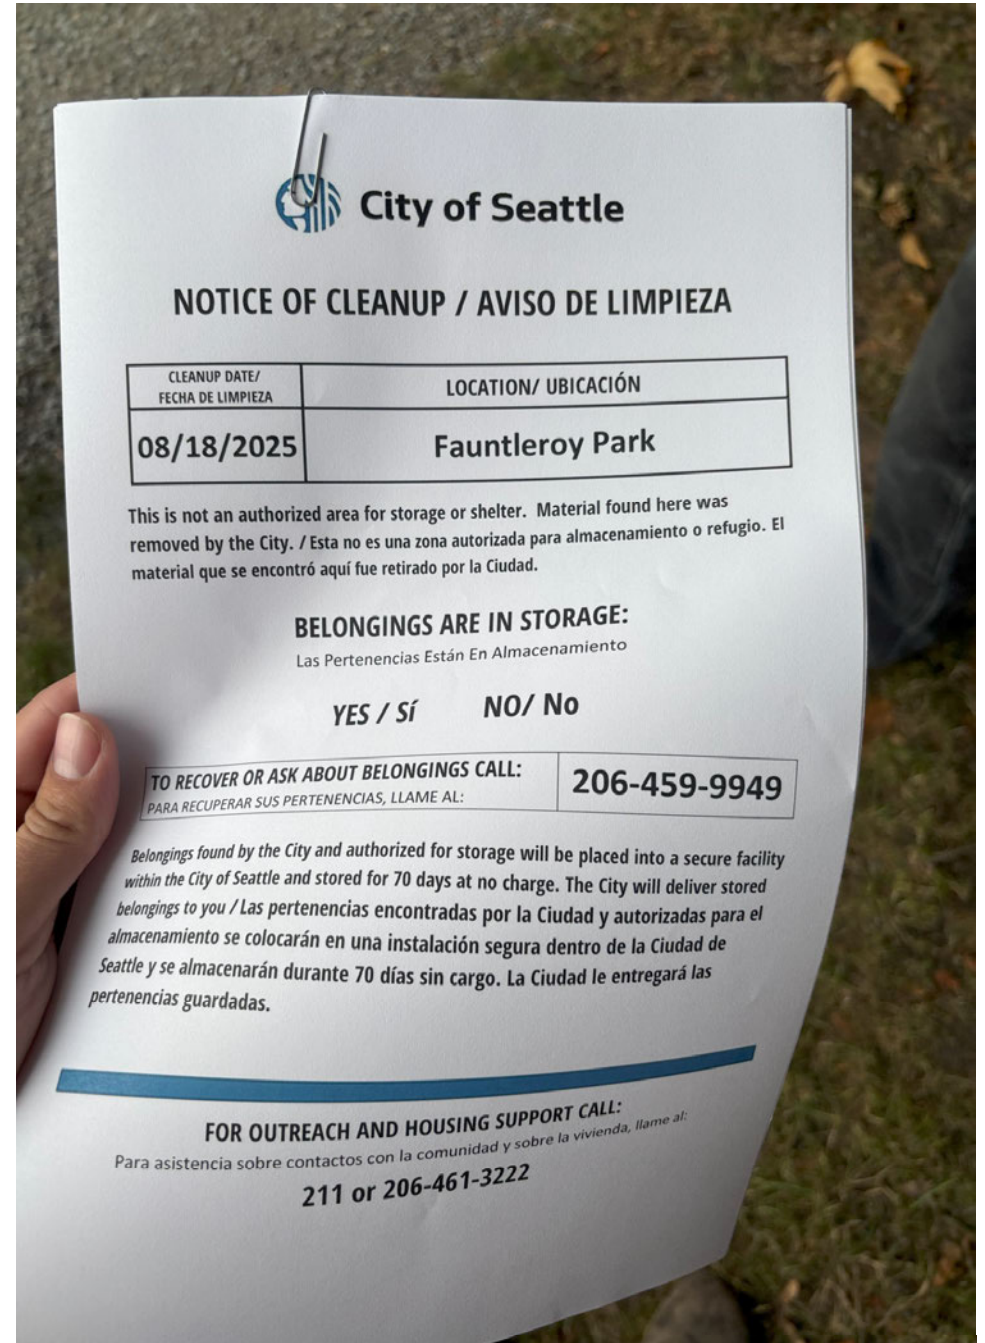 City of Seattle
NOTICE OF CLEANUP / AVISO DE LIMPIEZA
CLEANUP DATE/
FECHA DE LIMPIEZA
LOCATION/ UBICACIÓN
08/18/2025
Fauntleroy Park
This is not an authorized area for storage or shelter. Material found here was
removed by the City. / Esta no es una zona autorizada para almacenamiento o refugio. El
material que se encontró aquí fue retirado por la Ciudad.
BELONGINGS ARE IN STORAGE:
Las Pertenencias Están En Almacenamiento
YES / Sí NO/ No
TO RECOVER OR ASK ABOUT BELONGINGS CALL:
PARA RECUPERAR SUS PERTENENCIAS, LLAME AL:
206-459-9949
Belongings found by the City and authorized for storage will be placed into a secure facility
within the City of Seattle and stored for 70 days at no charge. The City will deliver stored
belongings to you / Las pertenencias encontradas por la Ciudad y autorizadas para el
almacenamiento se colocarán en una instalación segura dentro de la Ciudad de
Seattle y se almacenarán durante 70 días sin cargo. La Ciudad le entregará las
pertenencias guardadas.
FOR OUTREACH AND HOUSING SUPPORT CALL:
Para asistencia sobre contactos con la comunidad y sobre la vivienda, llame al:
211 or 206-461-3222